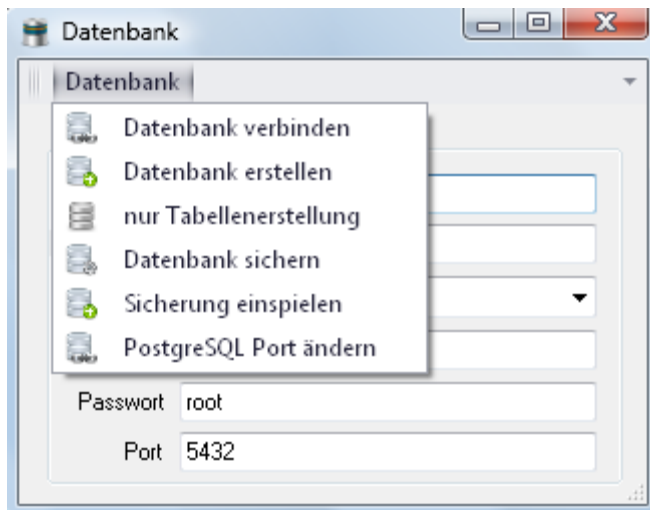 Datenbank
Datenbank
Datenbank verbinden
Datenbank erstellen
nur Tabellenerstellung
Datenbank sichern
Sicherung einspielen
PostgreSQL Port ändern
Passwort root
Port 5432